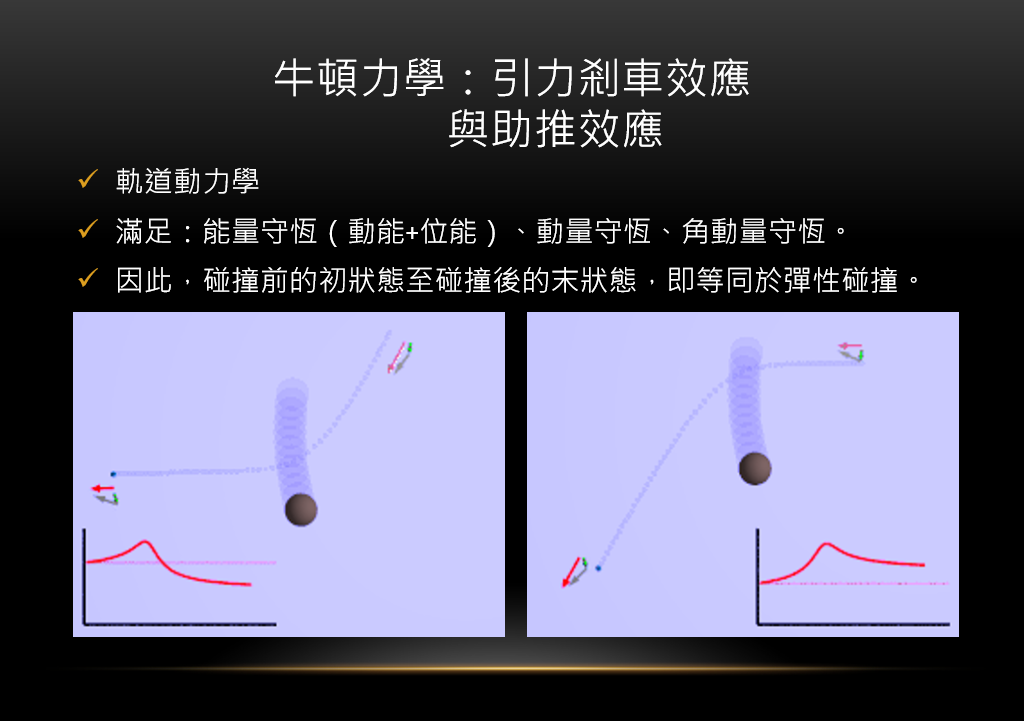 牛頓力學：引力剎車效應
與助推效應
軌道動力學
滿足：能量守恆（動能+位能）、動量守恆、角動量守恆。
因此，碰撞前的初狀態至碰撞後的末狀態，即等同於彈性碰撞。